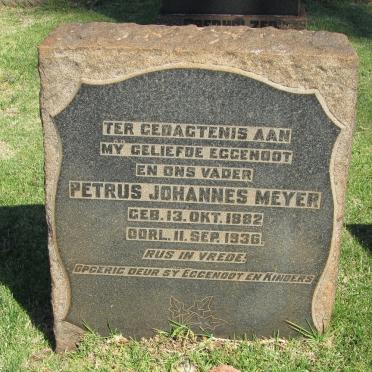 TER GEDAGTENIS AAN
MY GELIEFDE EGGENOOT
EN ONS VADER
PETRUS JOHANNES MEYER
GEB. 13. OKT. 1882
OORL. 11. SEP. 1936.
RUS IN VREDE.
OPGERIG DEUR SY EGGENOOT EN KINDERS